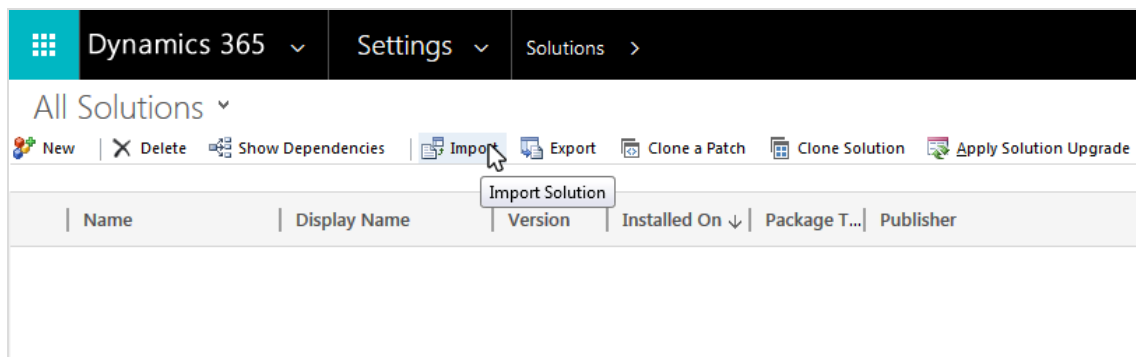 Dynamics 365 Settings Solutions >
All Solutions
New Delete Show Dependencies Import Export Clone a Patch Clone Solution Apply Solution Upgrade
Import Solution
Name Display Name Version Installed On ↓ Package T... Publisher